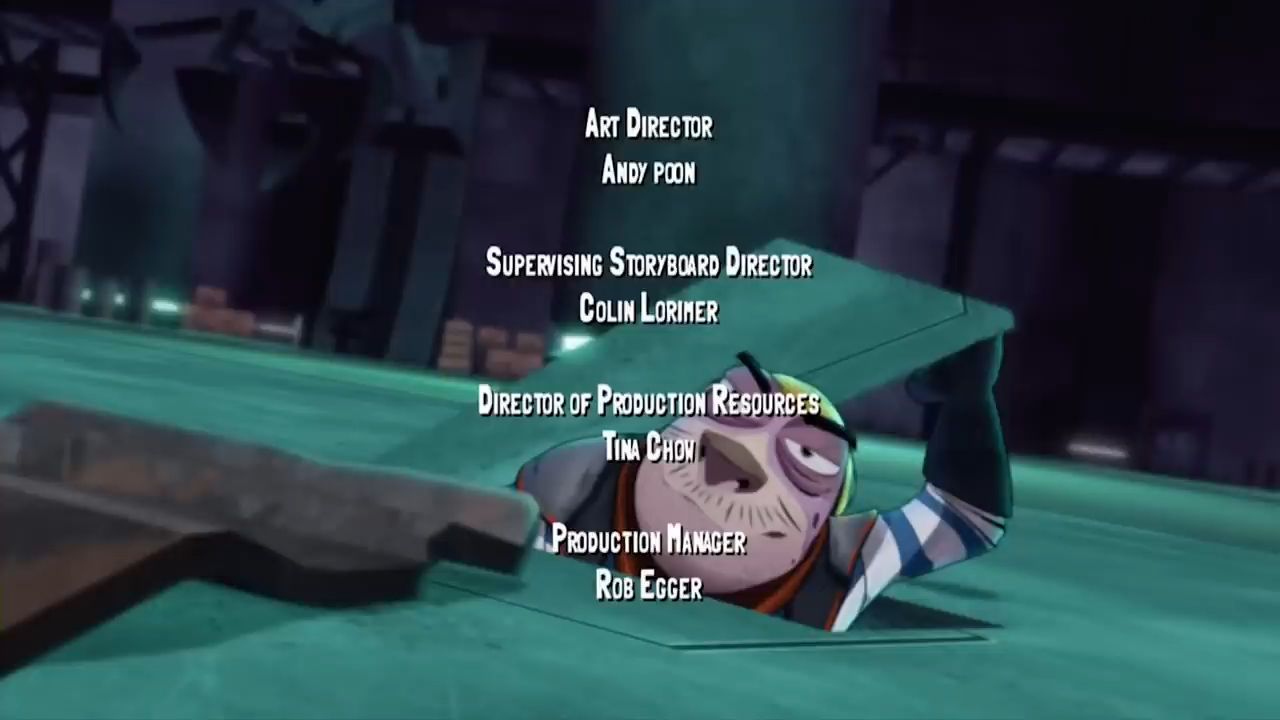 Art Director
Andy poon
Supervising Storyboard Director
Colin Lorimer
Director of Production Resources
Tina Chow
Production Manager
Rob Egger